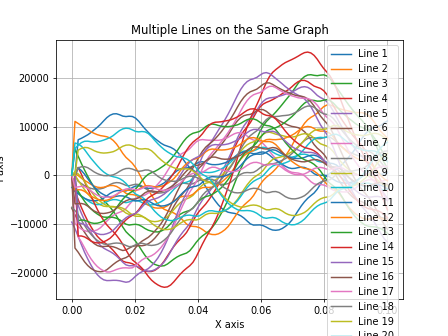 Multiple Lines on the Same Graph
20000
10000
0
−10000
−20000
0.00
0.02
0.04
0.06
X axis
Line 1
Line 2
Line 3
Line 4
Line 5
Line 6
Line 7
Line 8
Line 9
Line 10
Line 11
Line 12
Line 13
Line 14
Line 15
Line 16
Line 17
Line 18
Line 19